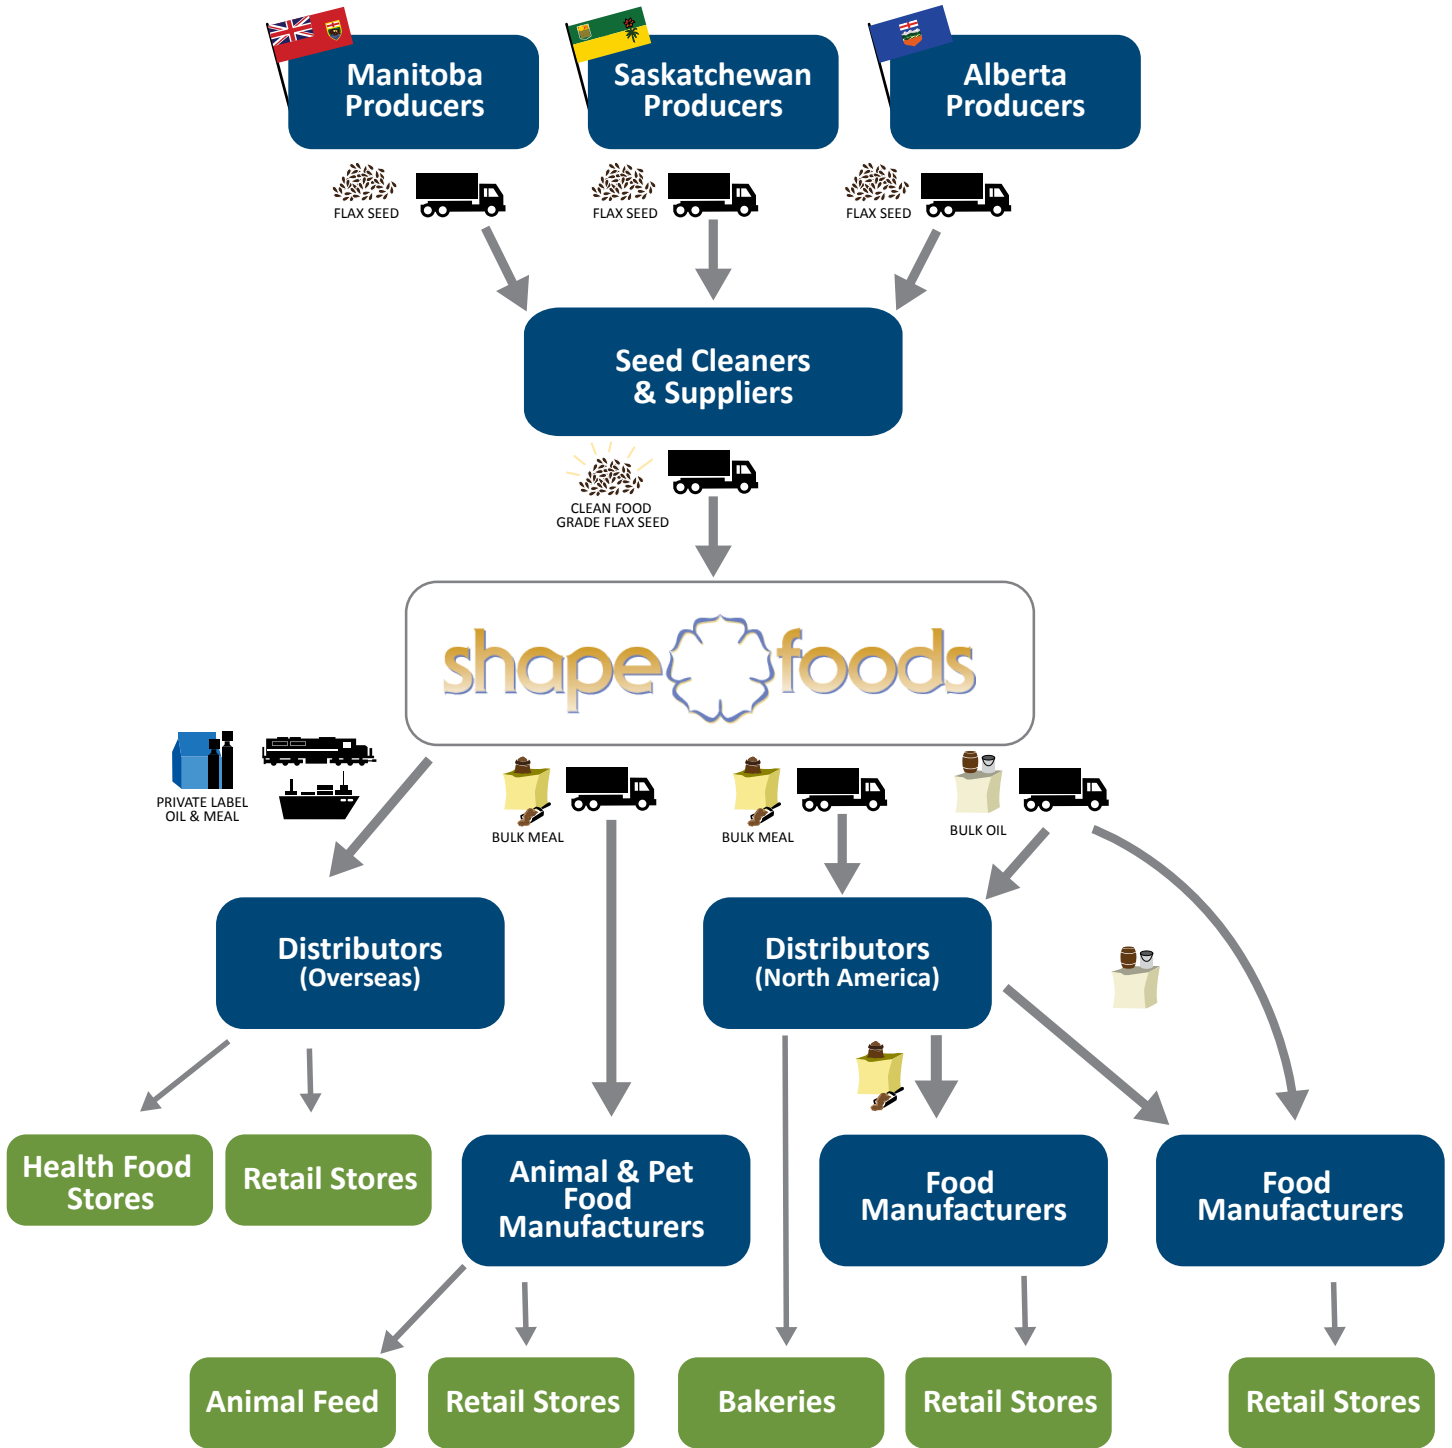 Manitoba
Producers
Saskatchewan
Producers
Alberta
Producers
FLAX SEED
FLAX SEED
FLAX SEED
Seed Cleaners
& Suppliers
CLEAN FOOD
GRADE FLAX SEED
shape foods
PRIVATE LABEL
OIL & MEAL
BULK MEAL
BULK MEAL
BULK OIL
Distributors
(Overseas)
Distributors
(North America)
Health Food
Stores
Retail Stores
Animal & Pet
Food
Manufacturers
Food
Manufacturers
Food
Manufacturers
Animal Feed
Retail Stores
Bakeries
Retail Stores
Retail Stores